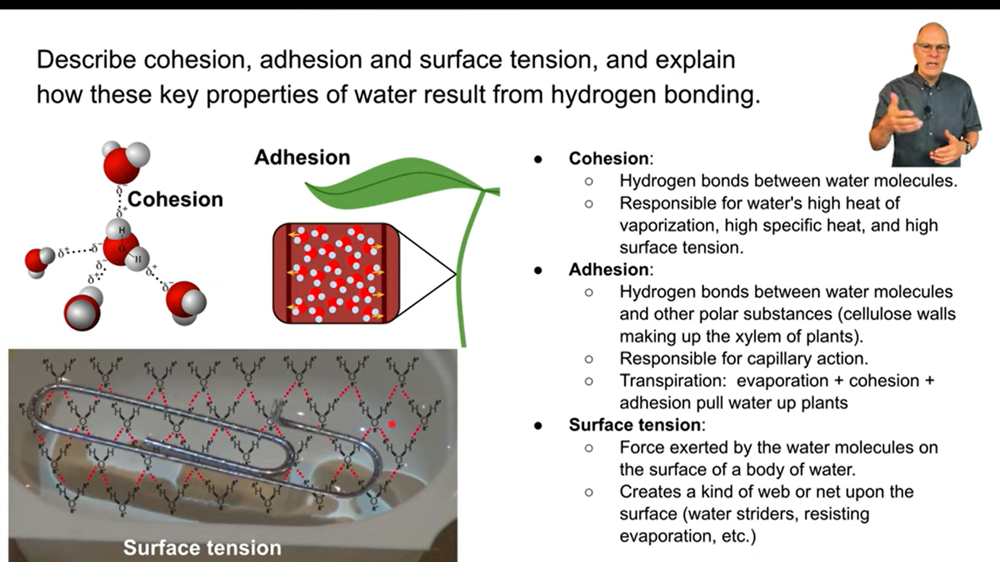 Describe cohesion, adhesion and surface tension, and explain
how these key properties of water result from hydrogen bonding.
Cohesion
δ-
δ+
H
O
H
δ+
δ-
δ-
δ+
δ+
δ-
Adhesion
Surface tension
● Cohesion:
○ Hydrogen bonds between water molecules.
○ Responsible for water's high heat of
vaporization, high specific heat, and high
surface tension.
● Adhesion:
○ Hydrogen bonds between water molecules
and other polar substances (cellulose walls
making up the xylem of plants).
○ Responsible for capillary action.
○ Transpiration: evaporation + cohesion +
adhesion pull water up plants
● Surface tension:
○ Force exerted by the water molecules on
the surface of a body of water.
○ Creates a kind of web or net upon the
surface (water striders, resisting
evaporation, etc.)